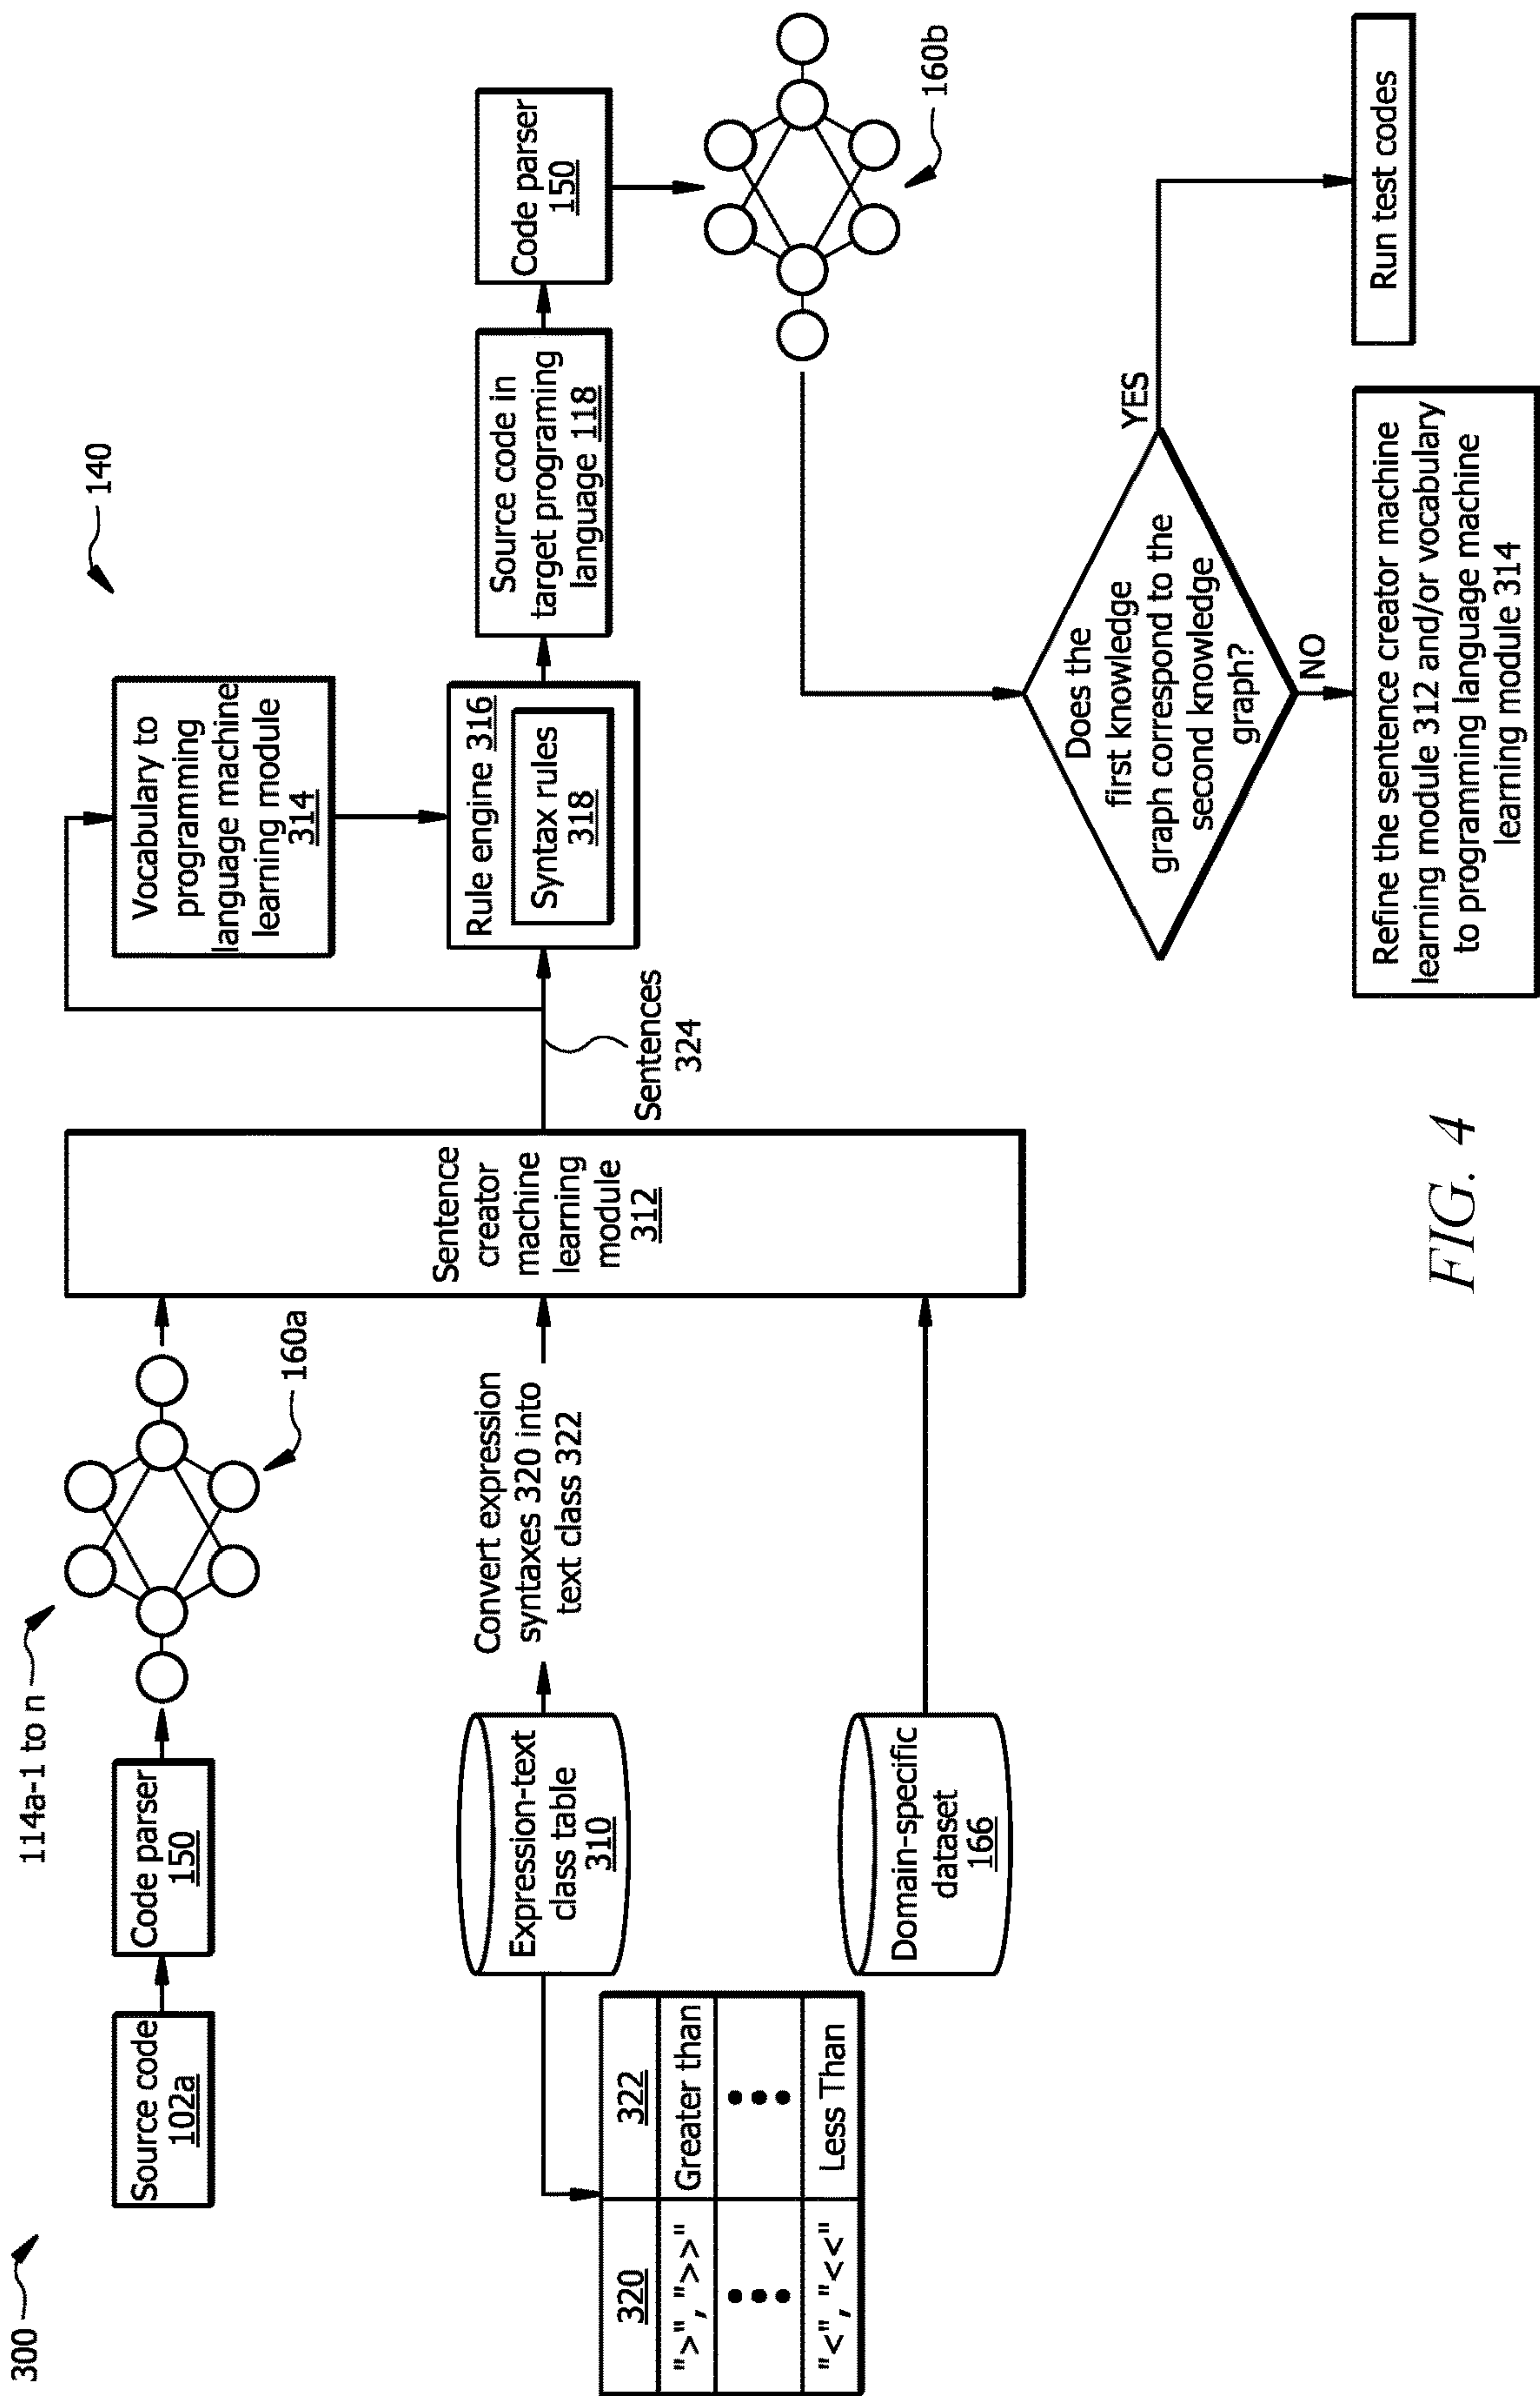 300
114a-1 to n
140
Source code
102a
Code parser
150
160a
Expression-text
class table
310
Convert expression
syntaxes 320 into
text class 322
320
322
">", ">>"
Greater than
"<", "<<"
Less Than
Domain-specific
dataset
166
Sentence
creator
machine
learning
module
312
Sentences
324
Vocabulary to
programming
language machine
learning module
314
Rule engine 316
Syntax rules
318
Source code in
target programing
language 118
Code parser
150
160b
Does the
first knowledge
graph correspond to the
second knowledge
graph?
YES
NO
Run test codes
Refine the sentence creator machine
learning module 312 and/or vocabulary
to programming language machine
learning module 314
FIG. 4